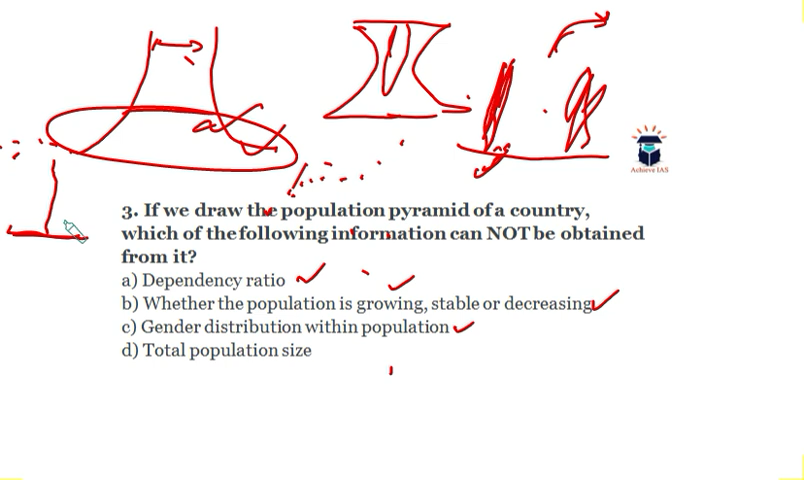 Achieve IAS
3. If we draw the population pyramid of a country,
which of the following information can NOT be obtained
from it?
a) Dependency ratio
b) Whether the population is growing, stable or decreasing
c) Gender distribution within population
d) Total population size